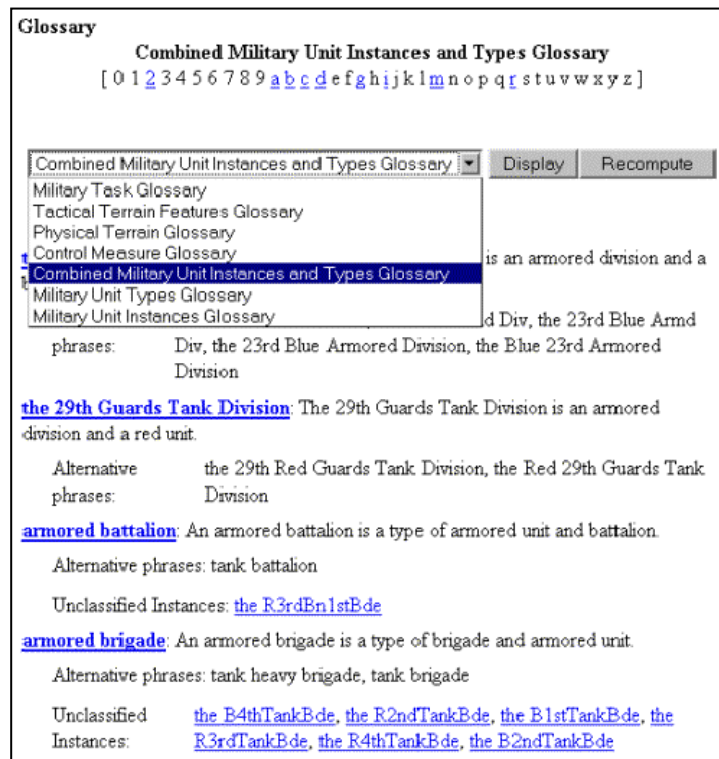 Glossary
Combined Military Unit Instances and Types Glossary
[ 0 1 2 3 4 5 6 7 8 9 a b c d e f g h i j k l m n o p q r s t u v w x y z ]
Combined Military Unit Instances and Types Glossary Display Recompute
Military Task Glossary
Tactical Terrain Features Glossary
Physical Terrain Glossary
Control Measure Glossary
is an armored division and a
Combined Military Unit Instances and Types Glossary
Military Unit Types Glossary
Military Unit Instances Glossary
d Div, the 23rd Blue Armd
phrases: Div, the 23rd Blue Armored Division, the Blue 23rd Armored
Division
the 29th Guards Tank Division: The 29th Guards Tank Division is an armored
division and a red unit.
Alternative the 29th Red Guards Tank Division, the Red 29th Guards Tank
phrases: Division
armored battalion: An armored battalion is a type of armored unit and battalion.
Alternative phrases: tank battalion
Unclassified Instances: the R3rdBn1stBde
armored brigade: An armored brigade is a type of brigade and armored unit.
Alternative phrases: tank heavy brigade, tank brigade
Unclassified the B4thTankBde, the R2ndTankBde, the B1stTankBde, the
Instances: R3rdTankBde, the R4thTankBde, the B2ndTankBde